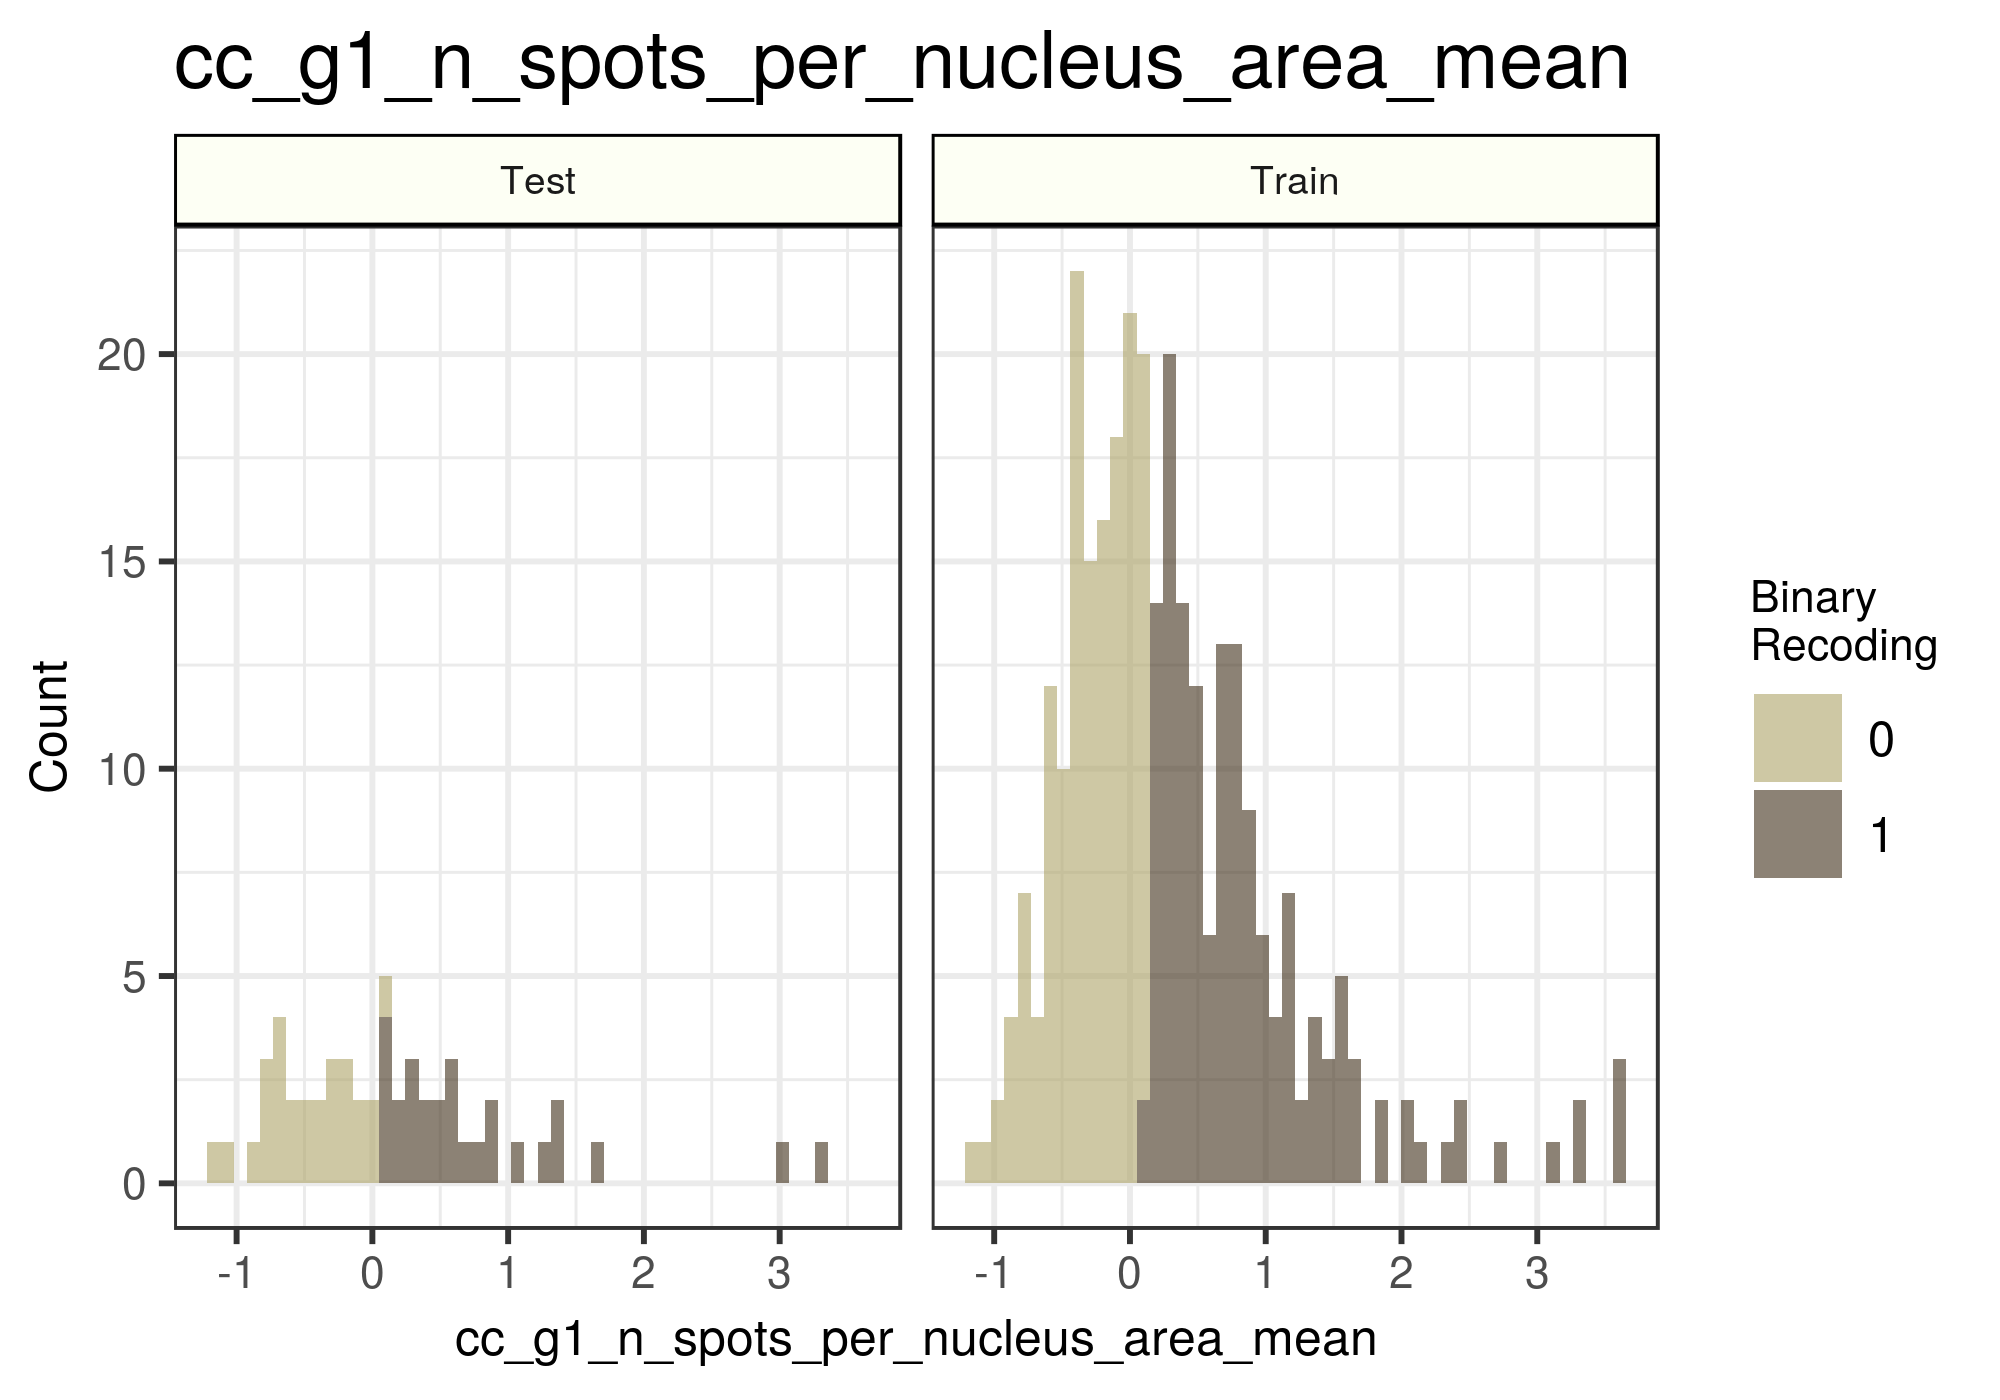 cc_g1_n_spots_per_nucleus_area_mean
Test
Train
20
15
10
5
0
Count
-1 0 1 2 3
-1 0 1 2 3
cc_g1_n_spots_per_nucleus_area_mean
Binary
Recoding
0
1